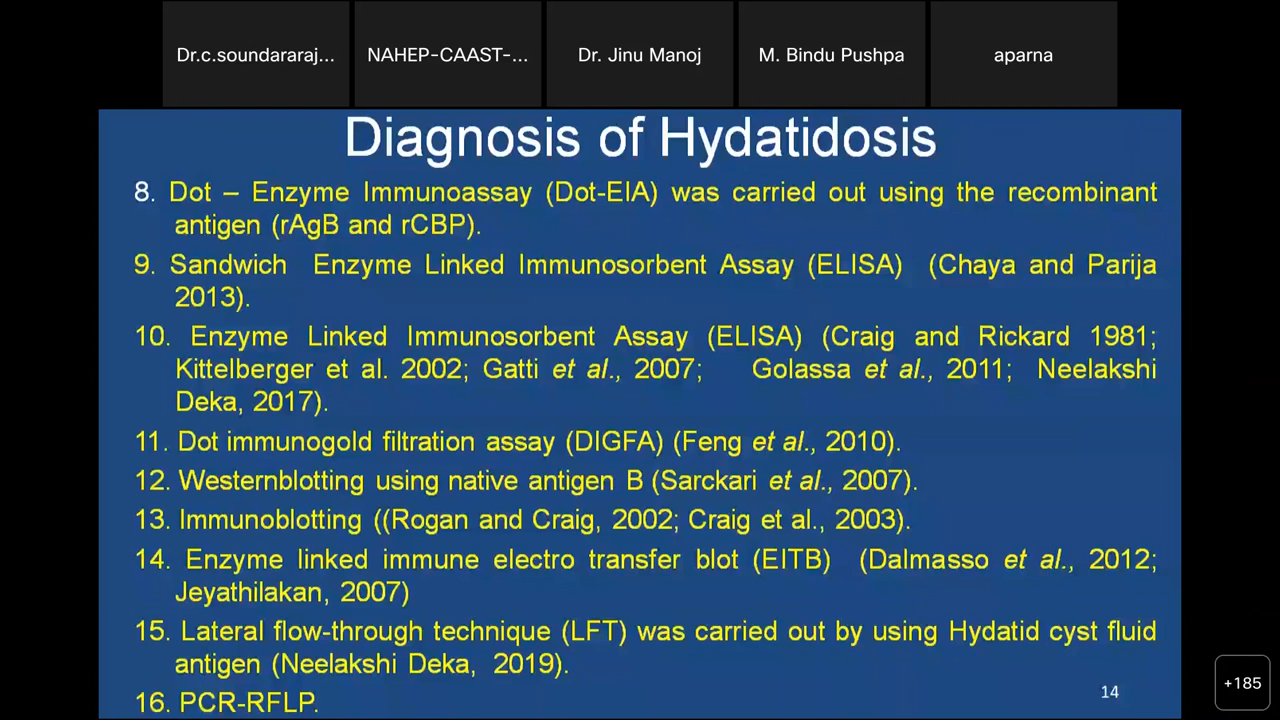 Dr.c.soundararaj... NAHEP-CAAST-... Dr. Jinu Manoj M. Bindu Pushpa aparna
Diagnosis of Hydatidosis
8. Dot – Enzyme Immunoassay (Dot-EIA) was carried out using the recombinant
antigen (rAgB and rCBP).
9. Sandwich Enzyme Linked Immunosorbent Assay (ELISA) (Chaya and Parija
2013).
10. Enzyme Linked Immunosorbent Assay (ELISA) (Craig and Rickard 1981;
Kittelberger et al. 2002; Gatti et al., 2007; Golassa et al., 2011; Neelakshi
Deka, 2017).
11. Dot immunogold filtration assay (DIGFA) (Feng et al., 2010).
12. Westernblotting using native antigen B (Sarckari et al., 2007).
13. Immunoblotting ((Rogan and Craig, 2002; Craig et al., 2003).
14. Enzyme linked immune electro transfer blot (EITB) (Dalmasso et al., 2012;
Jeyathilakan, 2007)
15. Lateral flow-through technique (LFT) was carried out by using Hydatid cyst fluid
antigen (Neelakshi Deka, 2019).
16. PCR-RFLP.
14
+185